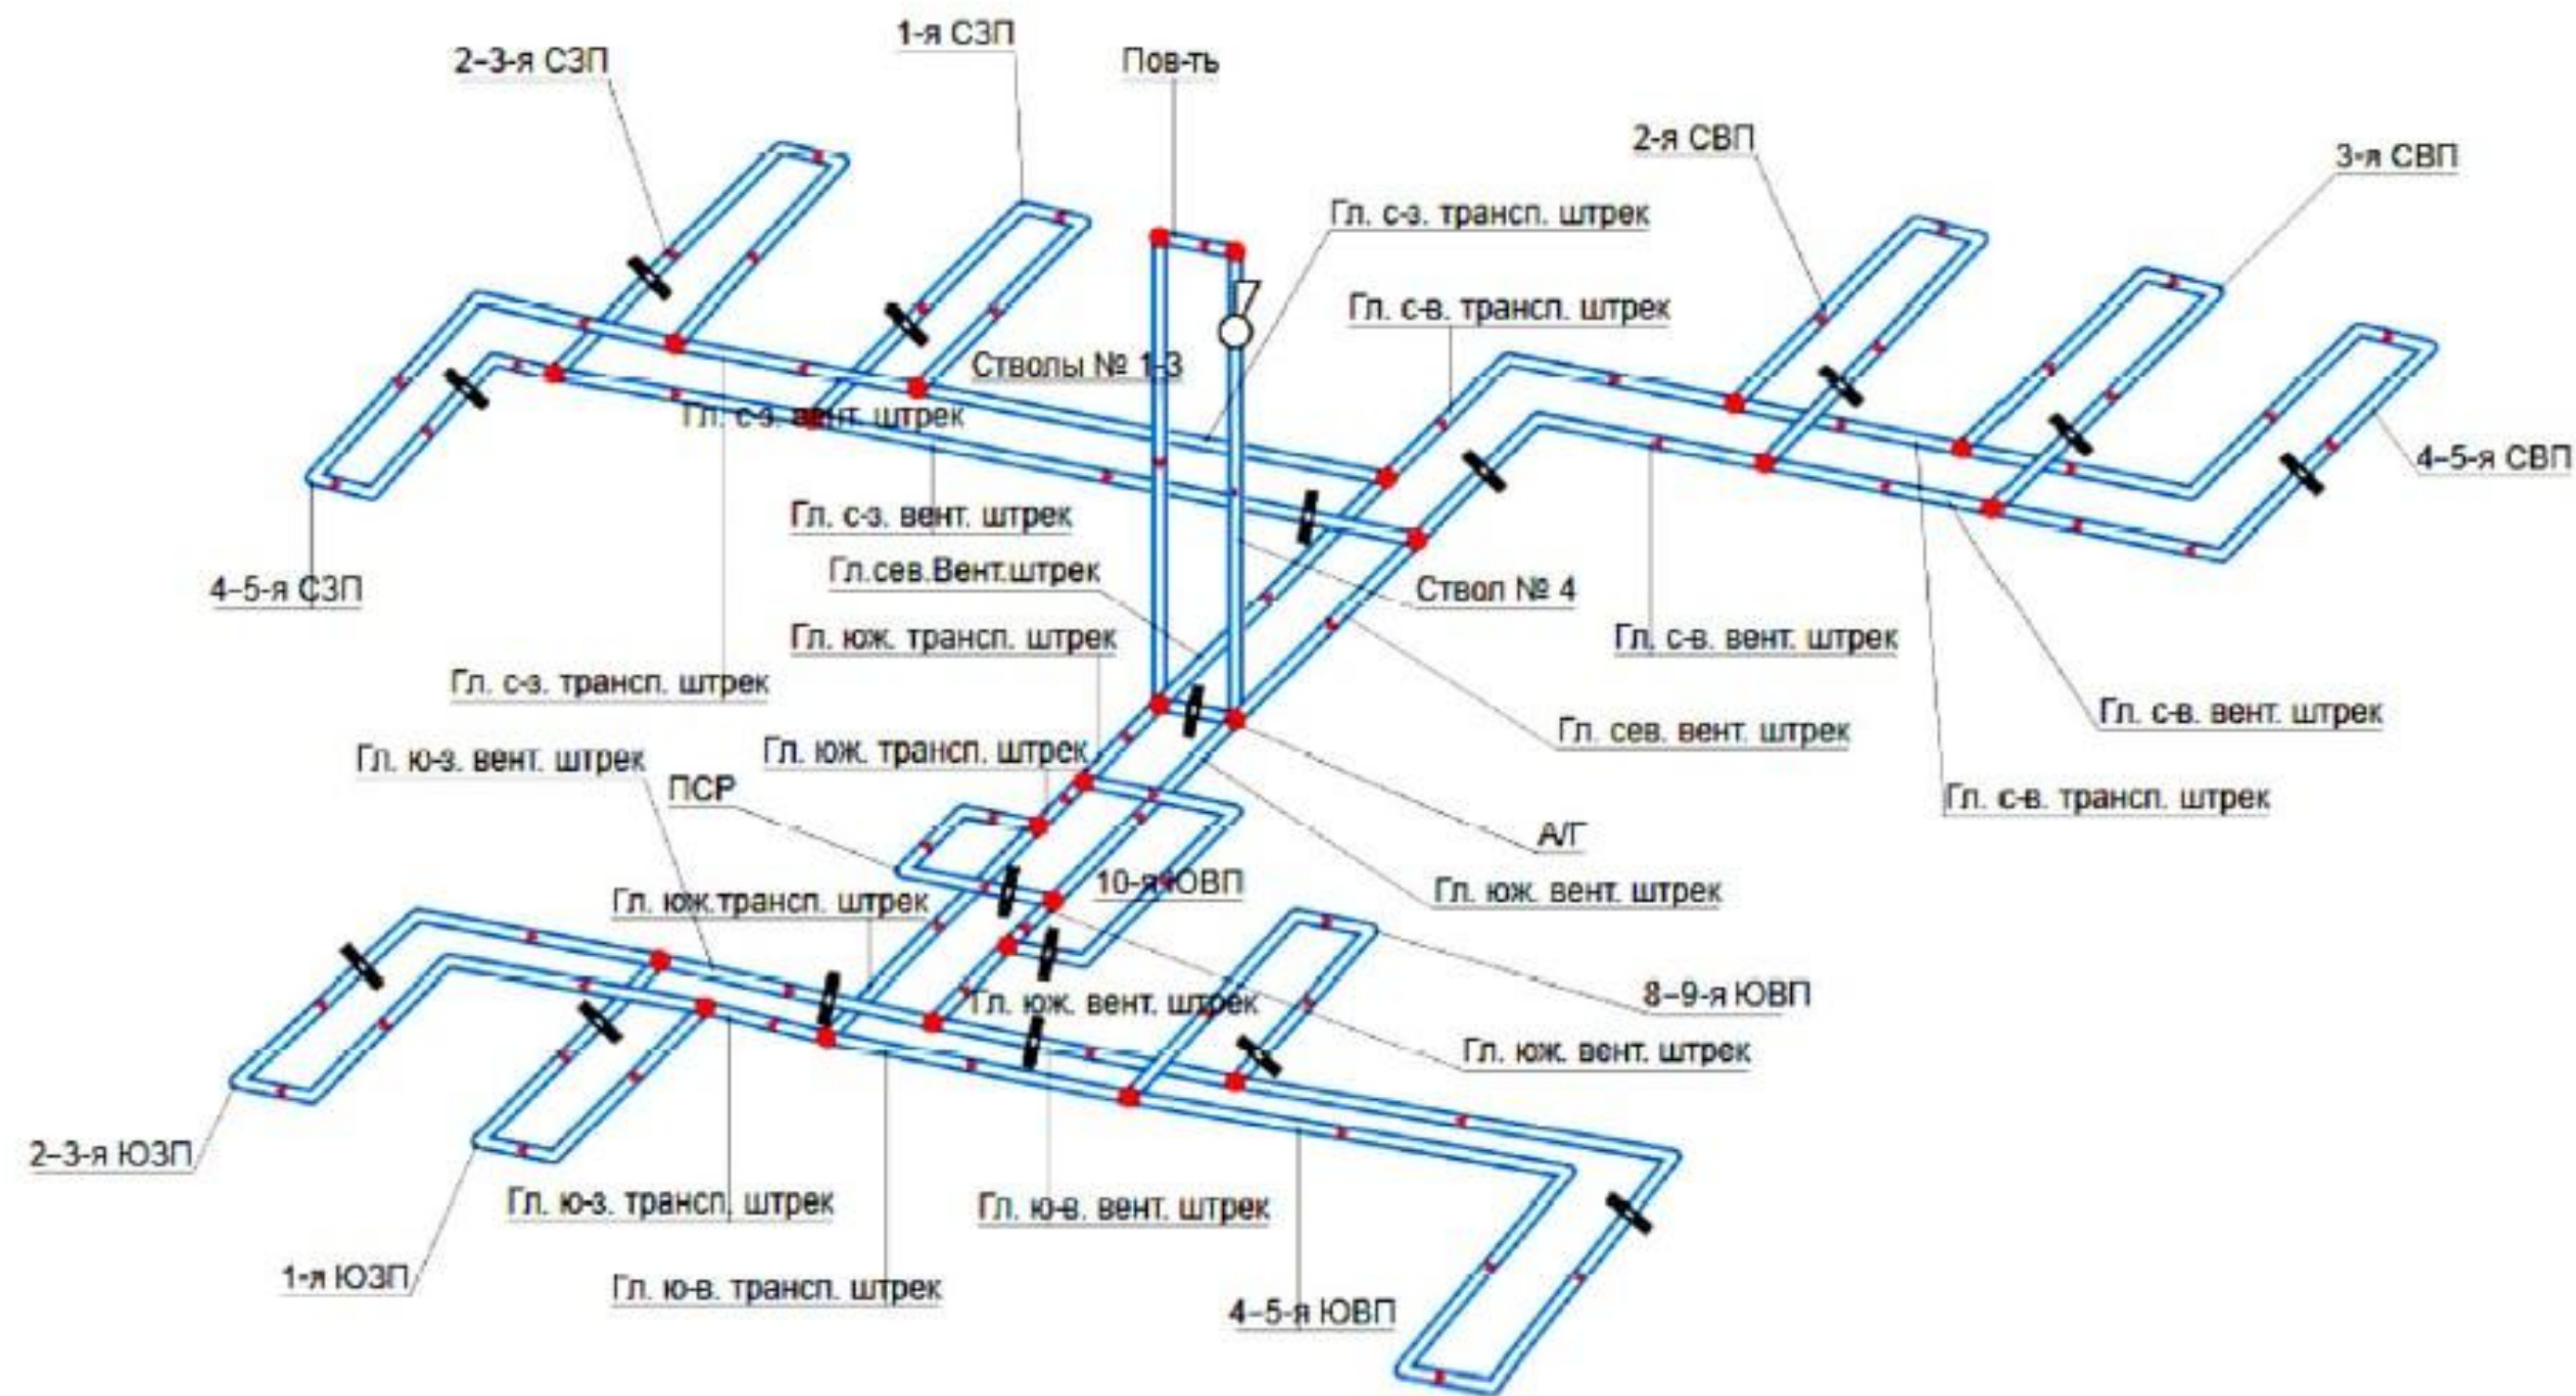 1-я СЗП
2–3-я СЗП
Пов-ть
2-я СВП
3-я СВП
Гл. с-з. трансп. штрек
Гл. с-в. трансп. штрек
Стволы № 1-3
Гл. с-з. вент. штрек
4–5-я СВП
Гл. с-з. вент. штрек
Гл.сев.Вент.штрек
4–5-я СЗП
Ствол № 4
Гл. юж. трансп. штрек
Гл. с-в. вент. штрек
Гл. с-з. трансп. штрек
Гл. с-в. вент. штрек
Гл. сев. вент. штрек
Гл. юж. трансп. штрек
Гл. ю-з. вент. штрек
ПСР
Гл. с-в. трансп. штрек
А/Г
10-я ЮВП
Гл. юж. вент. штрек
Гл. юж.трансп. штрек
8–9-я ЮВП
Гл. юж. вент. штрек
Гл. юж. вент. штрек
2–3-я ЮЗП
Гл. ю-з. трансп. штрек
Гл. ю-в. вент. штрек
1-я ЮЗП
Гл. ю-в. трансп. штрек
4–5-я ЮВП